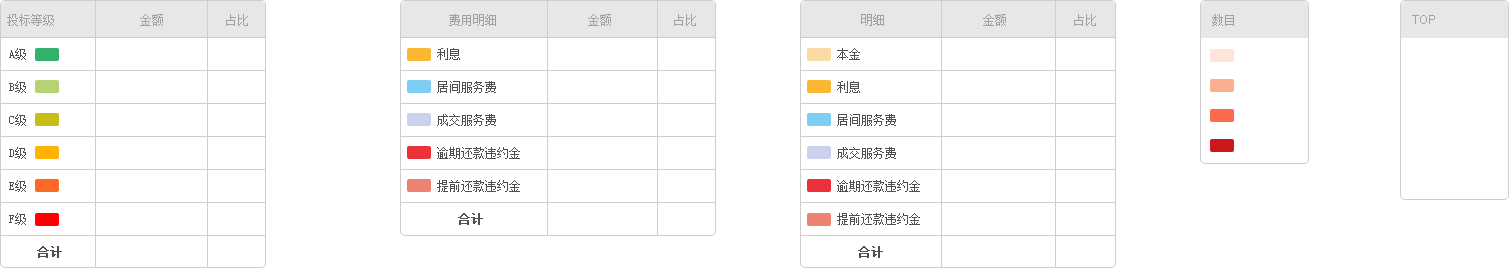 投标等级 金额 占比
A级
B级
C级
D级
E级
F级
合计
费用明细 金额 占比
利息
居间服务费
成交服务费
逾期还款违约金
提前还款违约金
合计
明细 金额 占比
本金
利息
居间服务费
成交服务费
逾期还款违约金
提前还款违约金
合计
数目
TOP